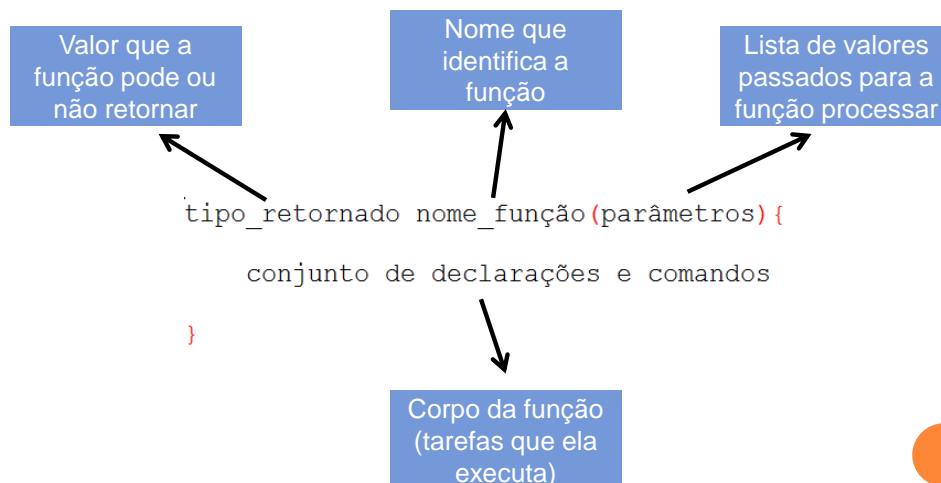 Valor que a
função pode ou
não retornar
Nome que
identifica a
função
Lista de valores
passados para a
função processar
tipo_retornado nome_função(parâmetros){
conjunto de declarações e comandos
}
Corpo da função
(tarefas que ela
executa)